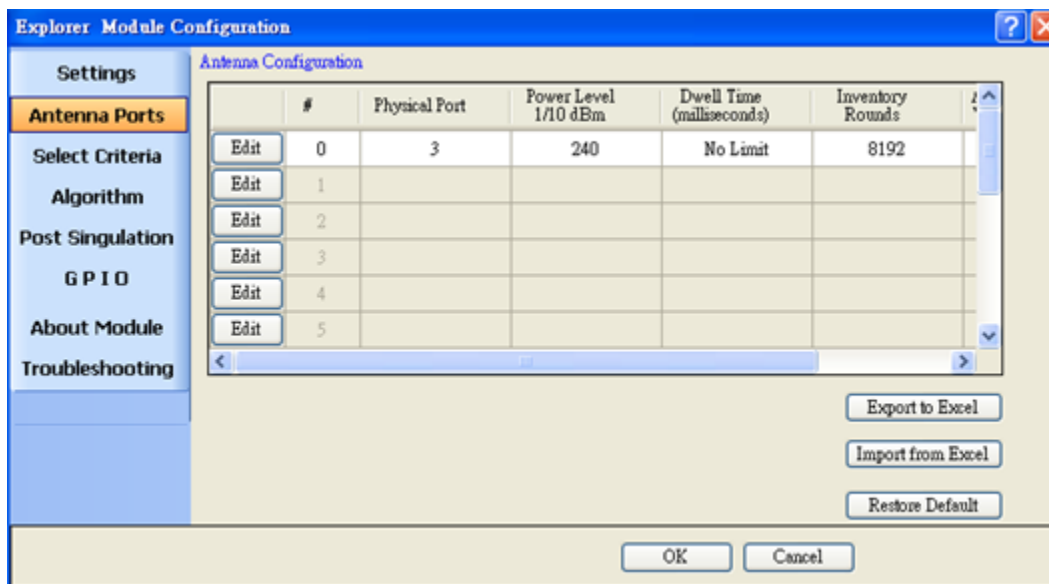 Explorer Module Configuration
Settings
Antenna Ports
Select Criteria
Algorithm
Post Singulation
G P I O
About Module
Troubleshooting
Antenna Configuration
# Physical Port Power Level 1/10 dBm Dwell Time (milliseconds) Inventory Rounds
Edit 0 3 240 No Limit 8192
Edit 1
Edit 2
Edit 3
Edit 4
Edit 5
Export to Excel
Import from Excel
Restore Default
OK Cancel